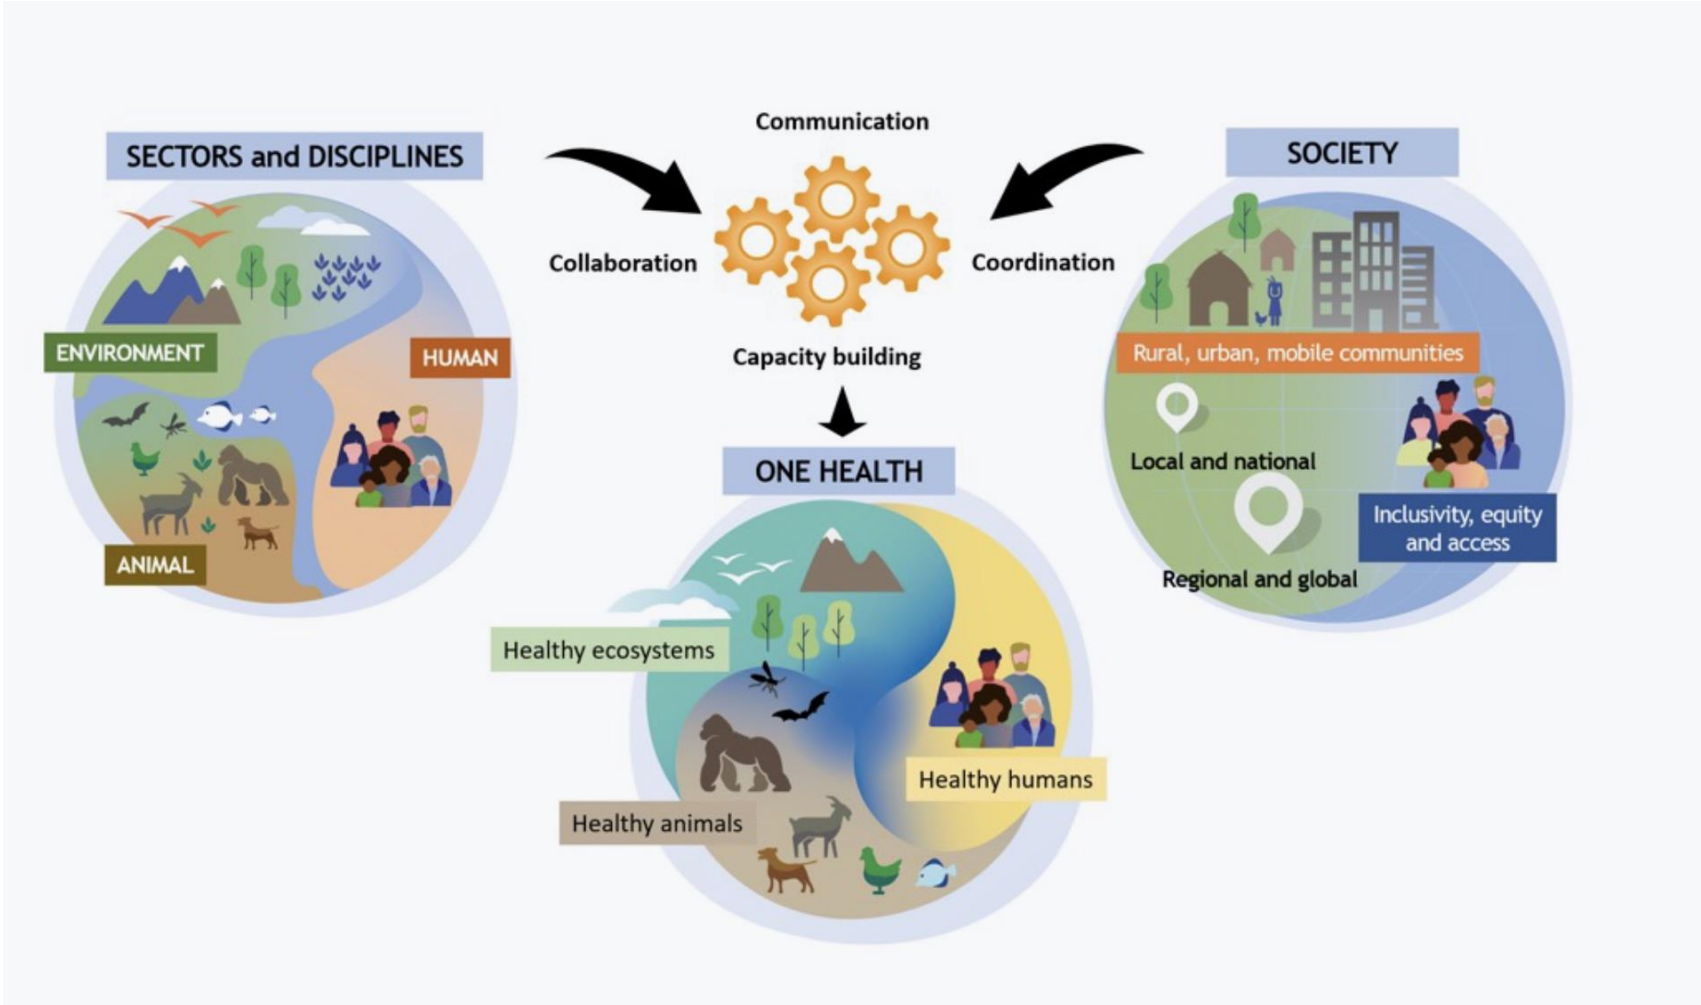 SECTORS and DISCIPLINES
ENVIRONMENT
HUMAN
ANIMAL
Communication
Collaboration
Coordination
Capacity building
SOCIETY
Rural, urban, mobile communities
Local and national
Regional and global
Inclusivity, equity
and access
ONE HEALTH
Healthy ecosystems
Healthy humans
Healthy animals